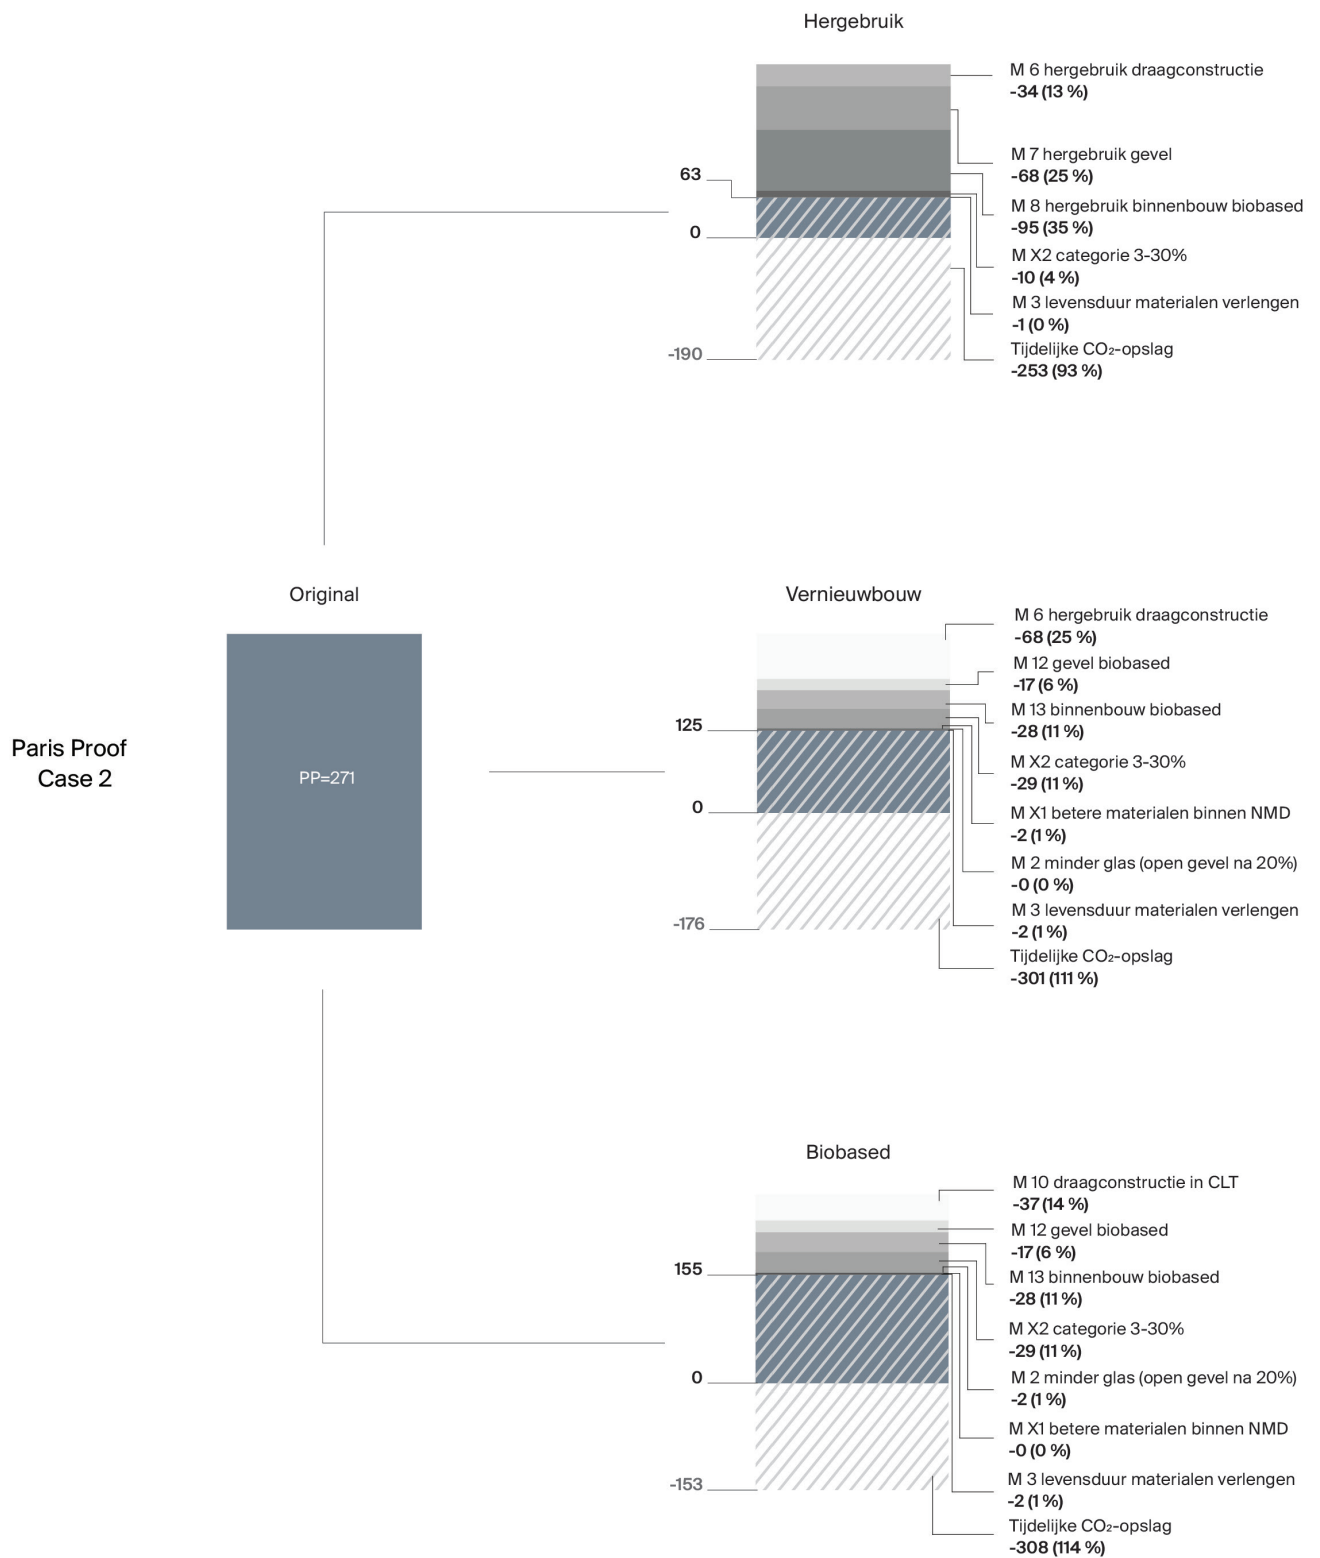 Hergebruik
M 6 hergebruik draagconstructie
-34 (13 %)
M 7 hergebruik gevel
-68 (25 %)
63
M 8 hergebruik binnenbouw biobased
-95 (35 %)
0
M X2 categorie 3-30%
-10 (4 %)
M 3 levensduur materialen verlengen
-1 (0 %)
-190
Tijdelijke CO₂-opslag
-253 (93 %)
Original
PP=271
Paris Proof
Case 2
Vernieuwbouw
M 6 hergebruik draagconstructie
-68 (25 %)
M 12 gevel biobased
-17 (6 %)
M 13 binnenbouw biobased
-28 (11 %)
125
M X2 categorie 3-30%
-29 (11 %)
0
M X1 betere materialen binnen NMD
-2 (1 %)
M 2 minder glas (open gevel na 20%)
-0 (0 %)
M 3 levensduur materialen verlengen
-2 (1 %)
-176
Tijdelijke CO₂-opslag
-301 (111 %)
Biobased
M 10 draagconstructie in CLT
-37 (14 %)
M 12 gevel biobased
-17 (6 %)
155
M 13 binnenbouw biobased
-28 (11 %)
M X2 categorie 3-30%
-29 (11 %)
0
M 2 minder glas (open gevel na 20%)
-2 (1 %)
M X1 betere materialen binnen NMD
-0 (0 %)
-153
M 3 levensduur materialen verlengen
-2 (1 %)
Tijdelijke CO₂-opslag
-308 (114 %)